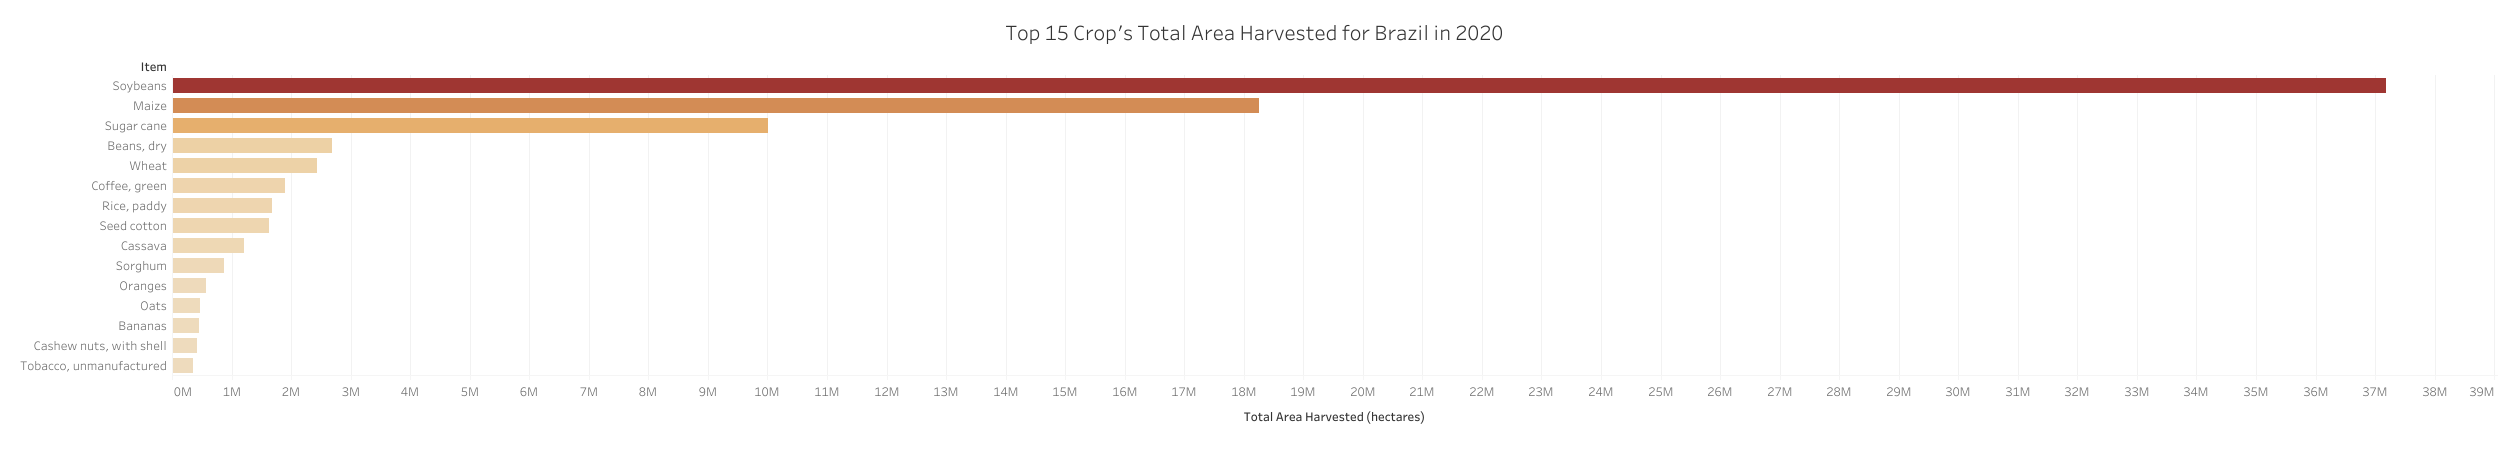 Top 15 Crop's Total Area Harvested for Brazil in 2020
Item
Soybeans
Maize
Sugar cane
Beans, dry
Wheat
Coffee, green
Rice, paddy
Seed cotton
Cassava
Sorghum
Oranges
Oats
Bananas
Cashew nuts, with shell
Tobacco, unmanufactured
0M 1M 2M 3M 4M 5M 6M 7M 8M 9M 10M 11M 12M 13M 14M 15M 16M 17M 18M 19M 20M 21M 22M 23M 24M 25M 26M 27M 28M 29M 30M 31M 32M 33M 34M 35M 36M 37M 38M 39M
Total Area Harvested (hectares)